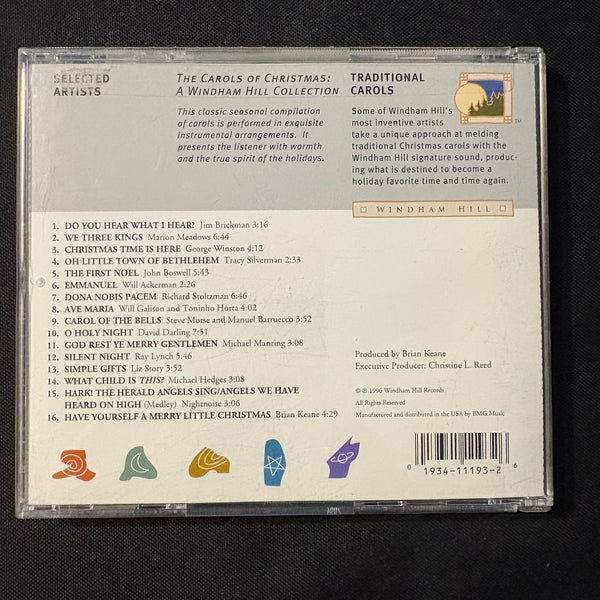 SELECTED
ARTISTS
THE CAROLS OF CHRISTMAS:
A WINDHAM HILL COLLECTION
This classic seasonal compilation
of carols is performed in exquisite
instrumental arrangements. It
presents the listener with warmth
and the true spirit of the holidays.
TRADITIONAL
CAROLS
TM
Some of Windham Hill's
most inventive artists
take a unique approach at melding
traditional Christmas carols with the
Windham Hill signature sound, produc-
ing what is destined to become a
holiday favorite time and time again.
WINDHAM HILL
1. DO YOU HEAR WHAT I HEAR? Jim Brickman 3:16
2. WE THREE KINGS Marion Meadows 6:44
3. CHRISTMAS TIME IS HERE George Winston 4:12
4. OH LITTLE TOWN OF BETHLEHEM Tracy Silverman 2:33
5. THE FIRST NOEL John Boswell 5:43
6. EMMANUEL Will Ackerman 2:26
7. DONA NOBIS PACEM Richard Stoltzman 6:46
8. AVE MARIA Will Galison and Toninho Horta 4:02
9. CAROL OF THE BELLS Steve Morse and Manuel Barrueco 3:52
10. O HOLY NIGHT David Darling 7:51
11. GOD REST YE MERRY GENTLEMEN Michael Manring 3:08
12. SILENT NIGHT Ray Lynch 5:46
13. SIMPLE GIFTS Liz Story 3:52
14. WHAT CHILD IS THIS? Michael Hedges 3:08
15. HARK! THE HERALD ANGELS SING/ANGELS WE HAVE
HEARD ON HIGH (Medley) Nightnoise 3:06
16. HAVE YOURSELF A MERRY LITTLE CHRISTMAS Brian Keane 4:29
Produced by Brian Keane
Executive Producer: Christine L. Reed
© ℗ 1996 Windham Hill Records
All Rights Reserved
Manufactured and distributed in the USA by BMG Music
0 1934-11193-2 6